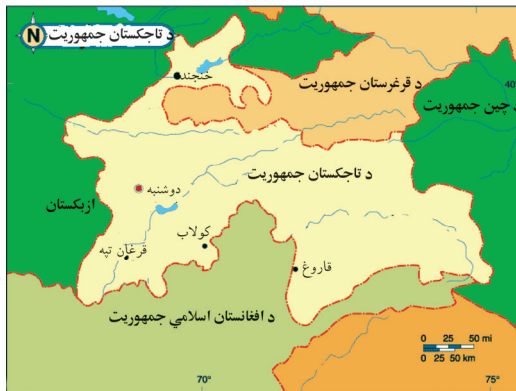 د تاجکستان جمهوریت
N
خنجند
د قرغزستان جمهوریت
40
د چین جمهوریت
د تاجکستان جمهوریت
دوشنبه
ازبکستان
کولاب
قرغان تپه
قاروغ
د افغانستان اسلامي جمهوریت
0 25 50 mi
0 25 50 km
70°
75°